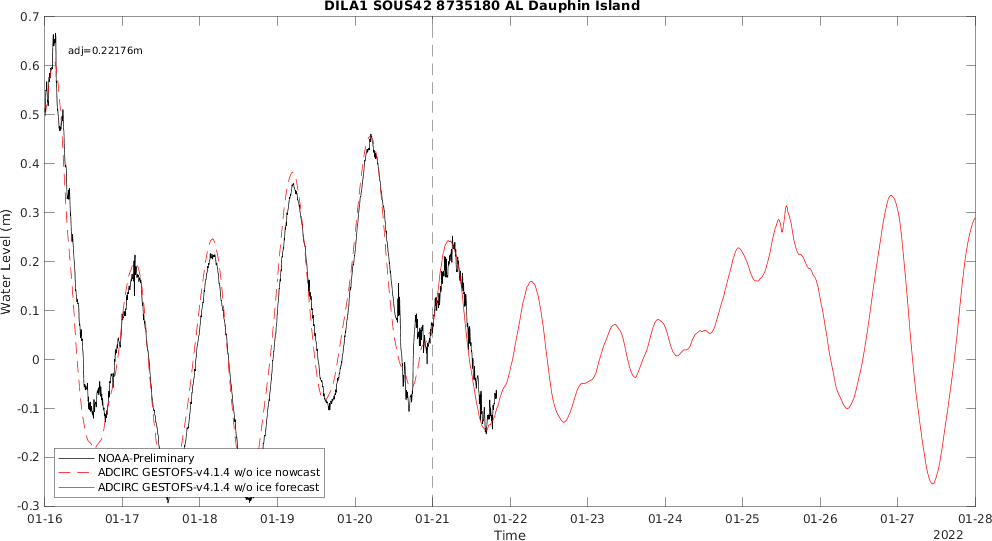 DILA1 SOUS42 8735180 AL Dauphin Island
0.7
0.6
0.5
0.4
0.3
0.2
0.1
0
-0.1
-0.2
-0.3
Water Level (m)
adj=0.22176m
NOAA-Preliminary
ADCIRC GESTOFS-v4.1.4 w/o ice nowcast
ADCIRC GESTOFS-v4.1.4 w/o ice forecast
01-16 01-17 01-18 01-19 01-20 01-21 01-22 01-23 01-24 01-25 01-26 01-27 01-28
Time
2022